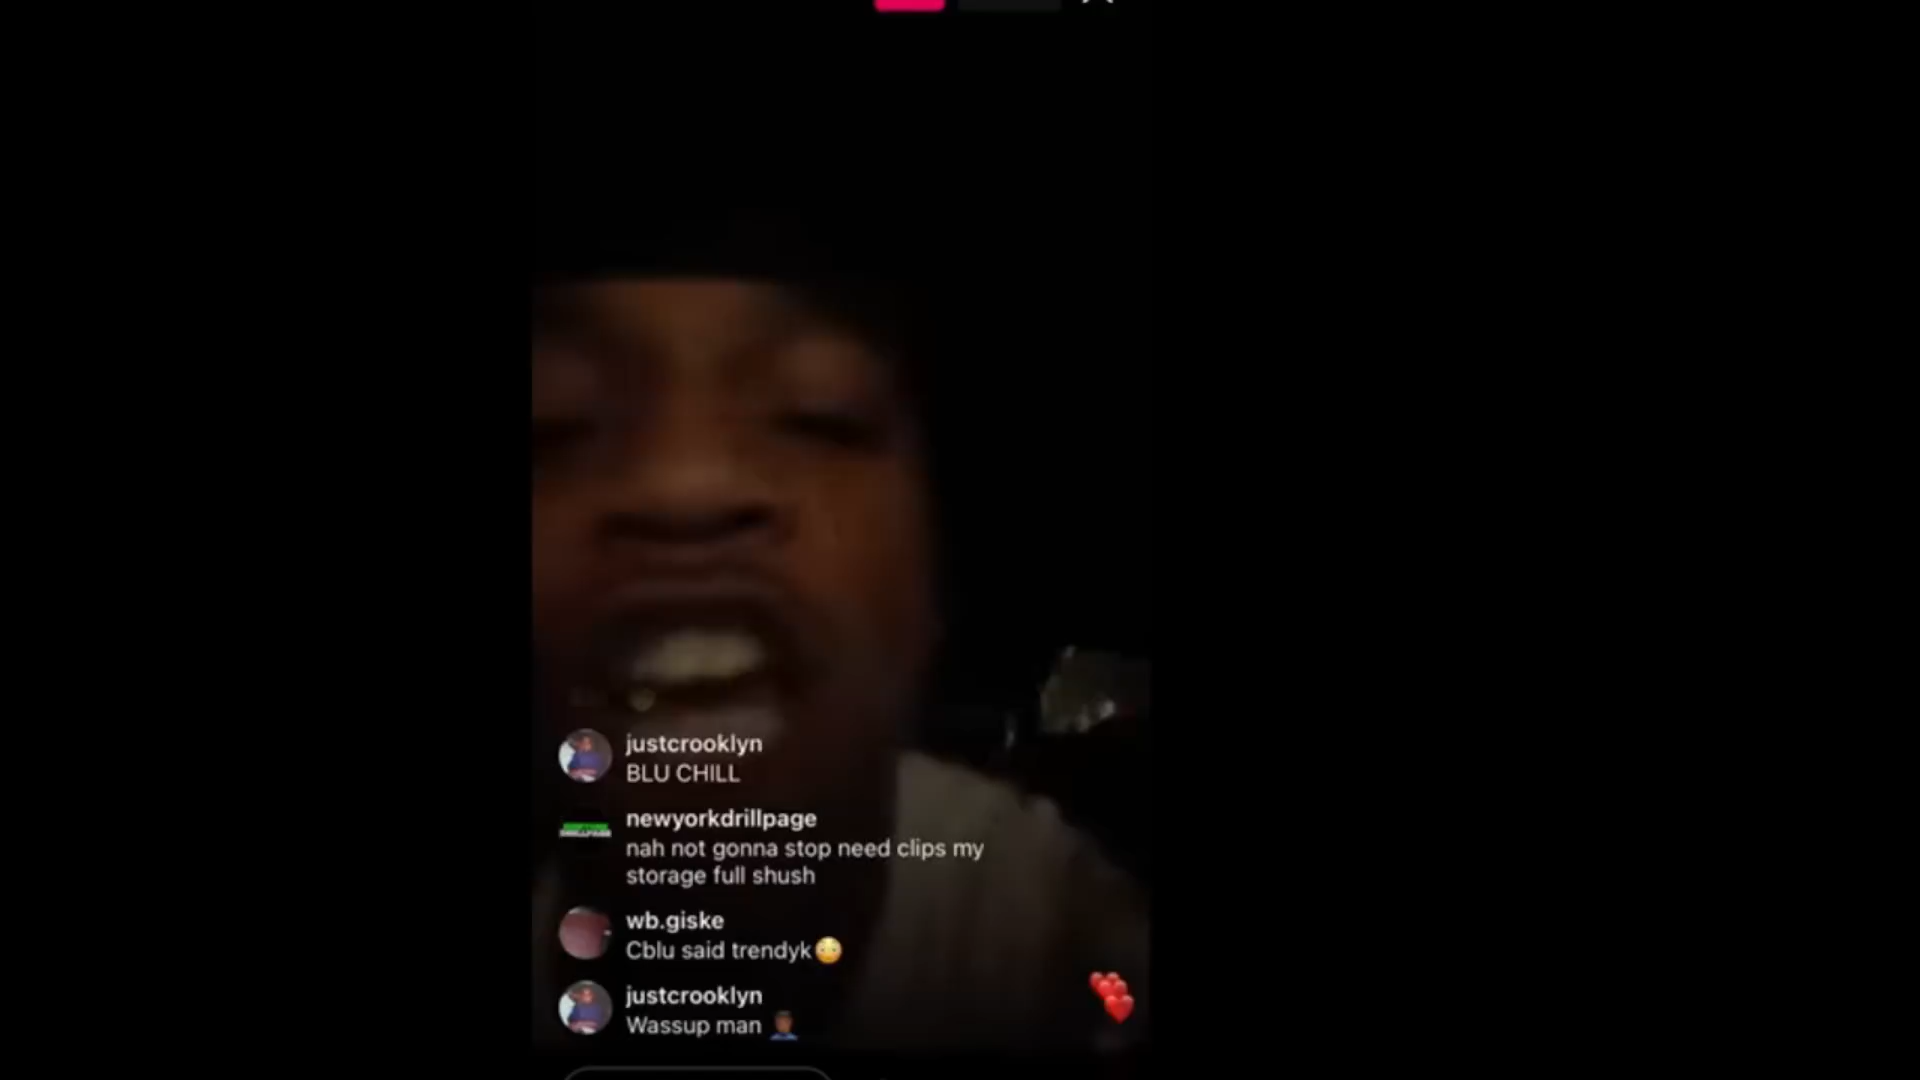 justcrooklyn
BLU CHILL
newyorkdrillpage
nah not gonna stop need clips my
storage full shush
wb.giske
Cblu said trendyk😳
justcrooklyn
Wassup man 🤦🏾‍♂️